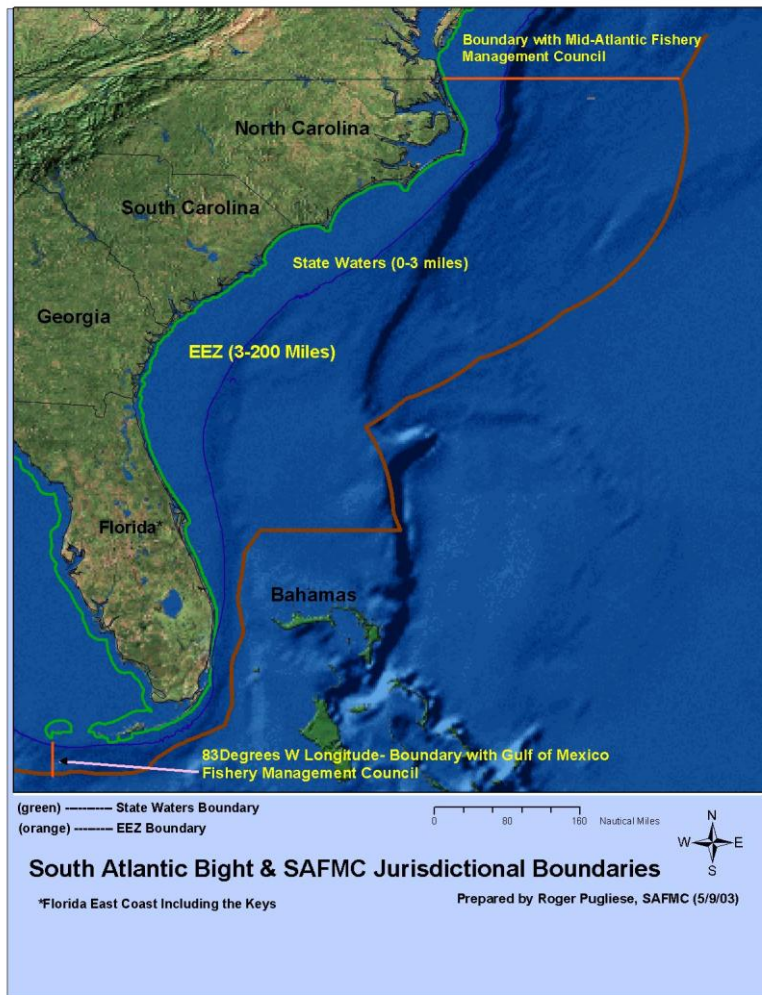 Boundary with Mid-Atlantic Fishery
Management Council
North Carolina
South Carolina
State Waters (0-3 miles)
Georgia
EEZ (3-200 Miles)
Florida*
Bahamas
83Degrees W Longitude- Boundary with Gulf of Mexico
Fishery Management Council
(green) ---------- State Waters Boundary
(orange) -------- EEZ Boundary
0 80 160 Nautical Miles
N
W E
S
South Atlantic Bight & SAFMC Jurisdictional Boundaries
*Florida East Coast Including the Keys
Prepared by Roger Pugliese, SAFMC (5/9/03)